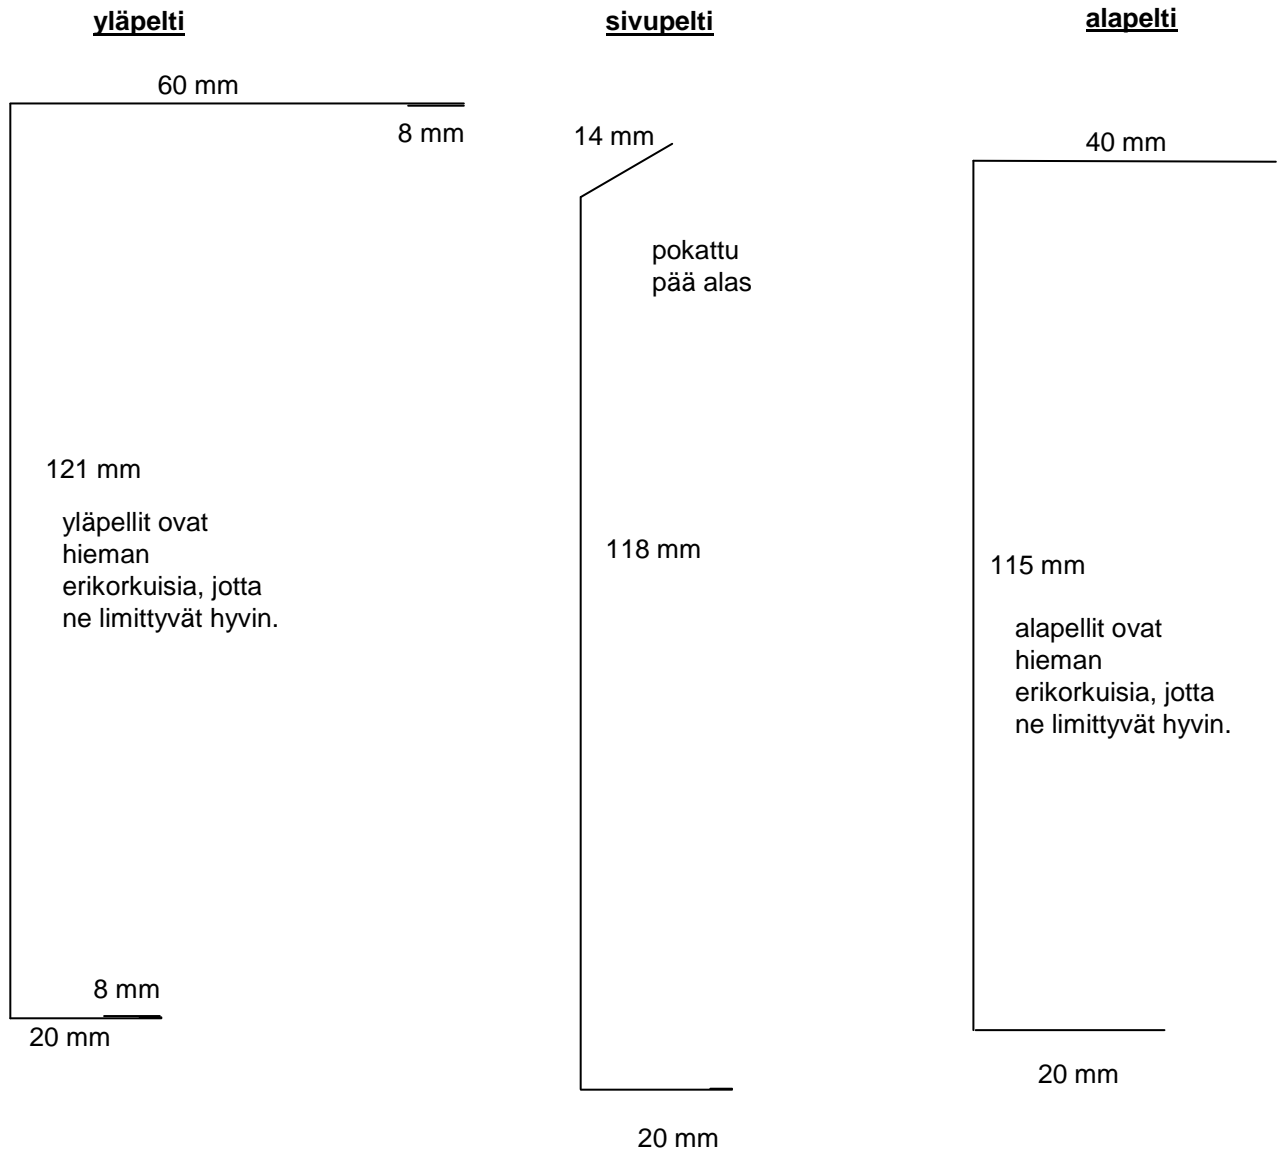 yläpelti
60 mm
8 mm
121 mm
yläpellit ovat
hieman
erikorkuisia, jotta
ne limittyvät hyvin.
8 mm
20 mm
sivupelti
14 mm
pokattu
pää alas
118 mm
20 mm
alapelti
40 mm
115 mm
alapellit ovat
hieman
erikorkuisia, jotta
ne limittyvät hyvin.
20 mm